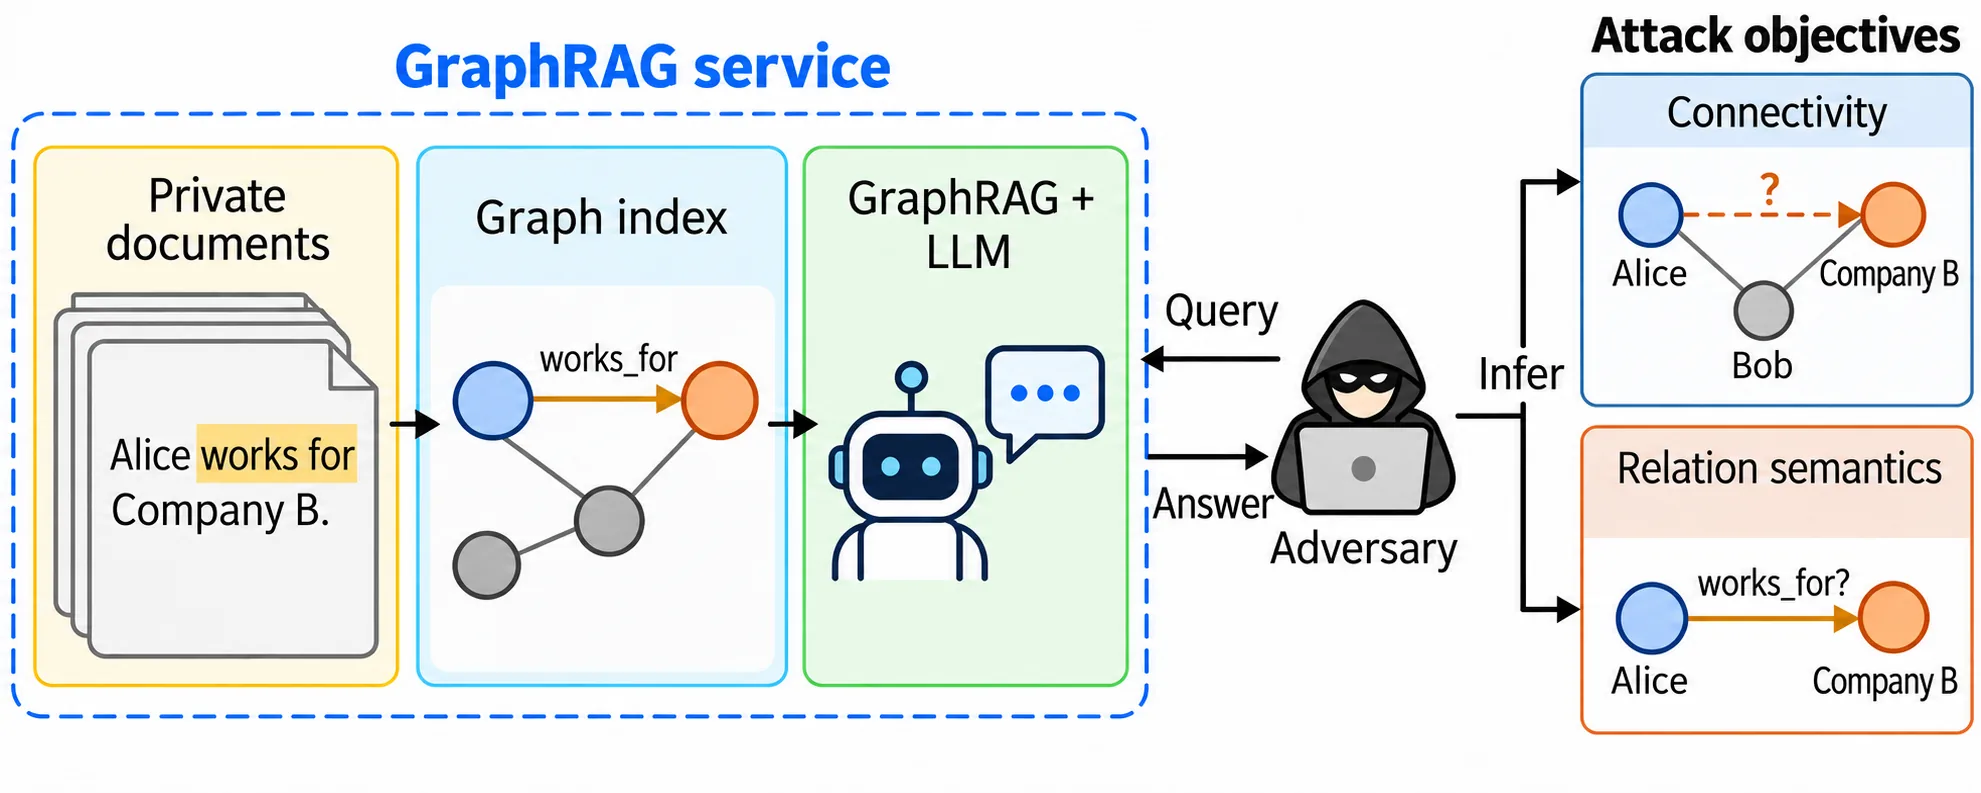 GraphRAG service
Private
documents
Alice works for
Company B.
Graph index
works_for
GraphRAG +
LLM
Query
Answer
Adversary
Infer
Attack objectives
Connectivity
?
Alice
Company B
Bob
Relation semantics
works_for?
Alice
Company B